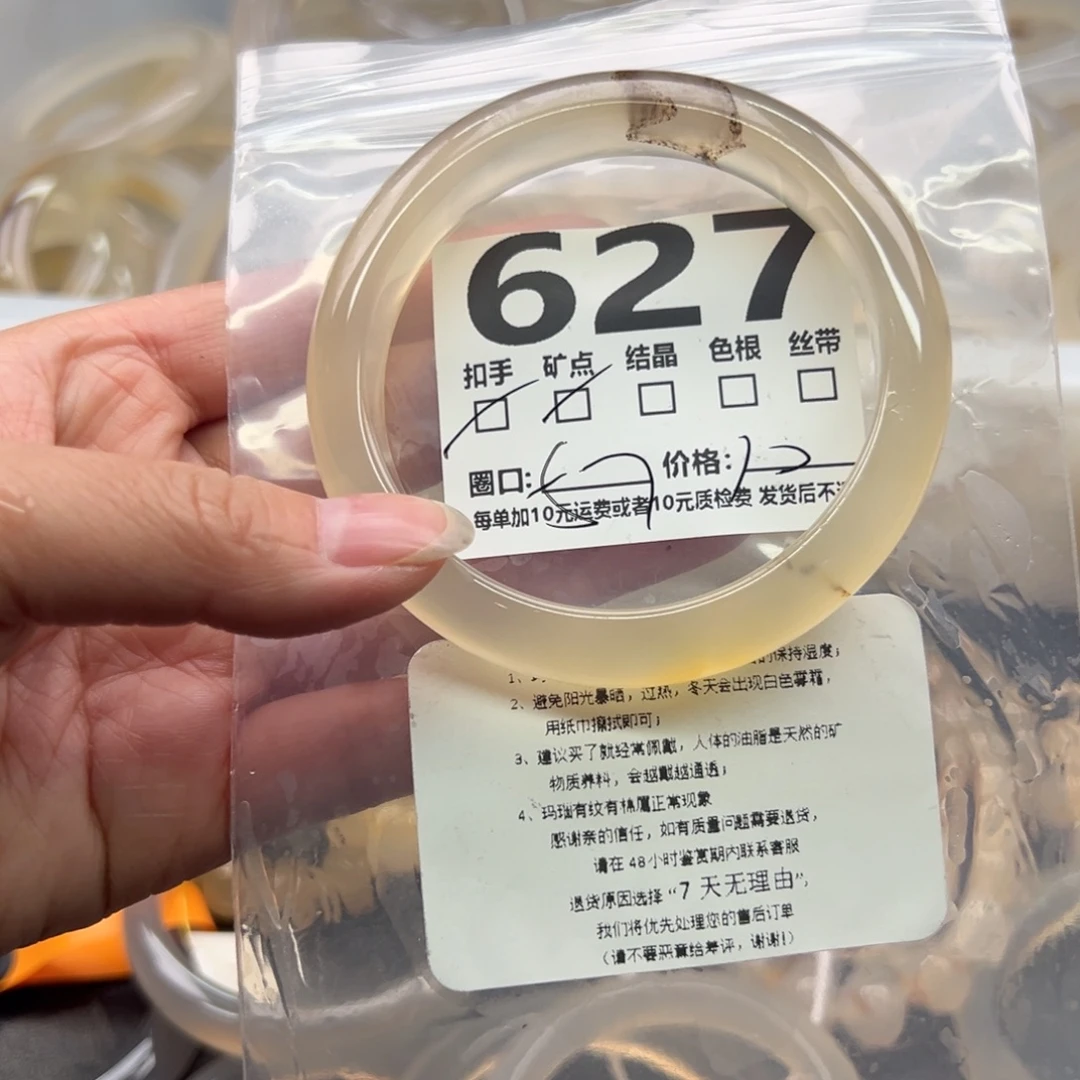 627
扣手 矿点 结晶 色根 丝带
圈口: 价格:
每单加10元运费或者10元质检费 发货后不
1、 的保持湿度;
2、避免阳光暴晒,过热,冬天会出现白色雾霜,
用纸巾擦拭即可;
3、建议买了就经常佩戴,人体的油脂是天然的矿
物质养料,会越戴越通透;
4、玛瑙有纹有棉属正常现象
感谢亲的信任,如有质量问题需要退货,
请在48小时鉴赏期内联系客服
退货原因选择“7 天无理由”,
我们将优先处理您的售后订单
(请不要恶意给差评,谢谢!)